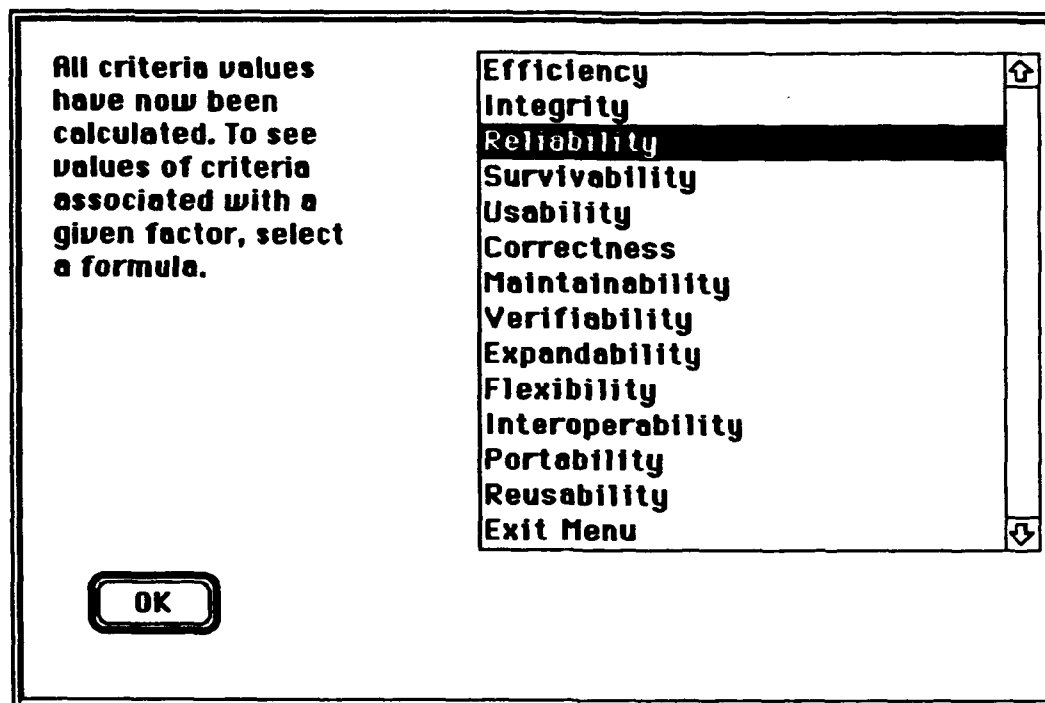 All criteria values
have now been
calculated. To see
values of criteria
associated with a
given factor, select
a formula.
Efficiency
Integrity
Reliability
Survivability
Usability
Correctness
Maintainability
Verifiability
Expandability
Flexibility
Interoperability
Portability
Reusability
Exit Menu
OK